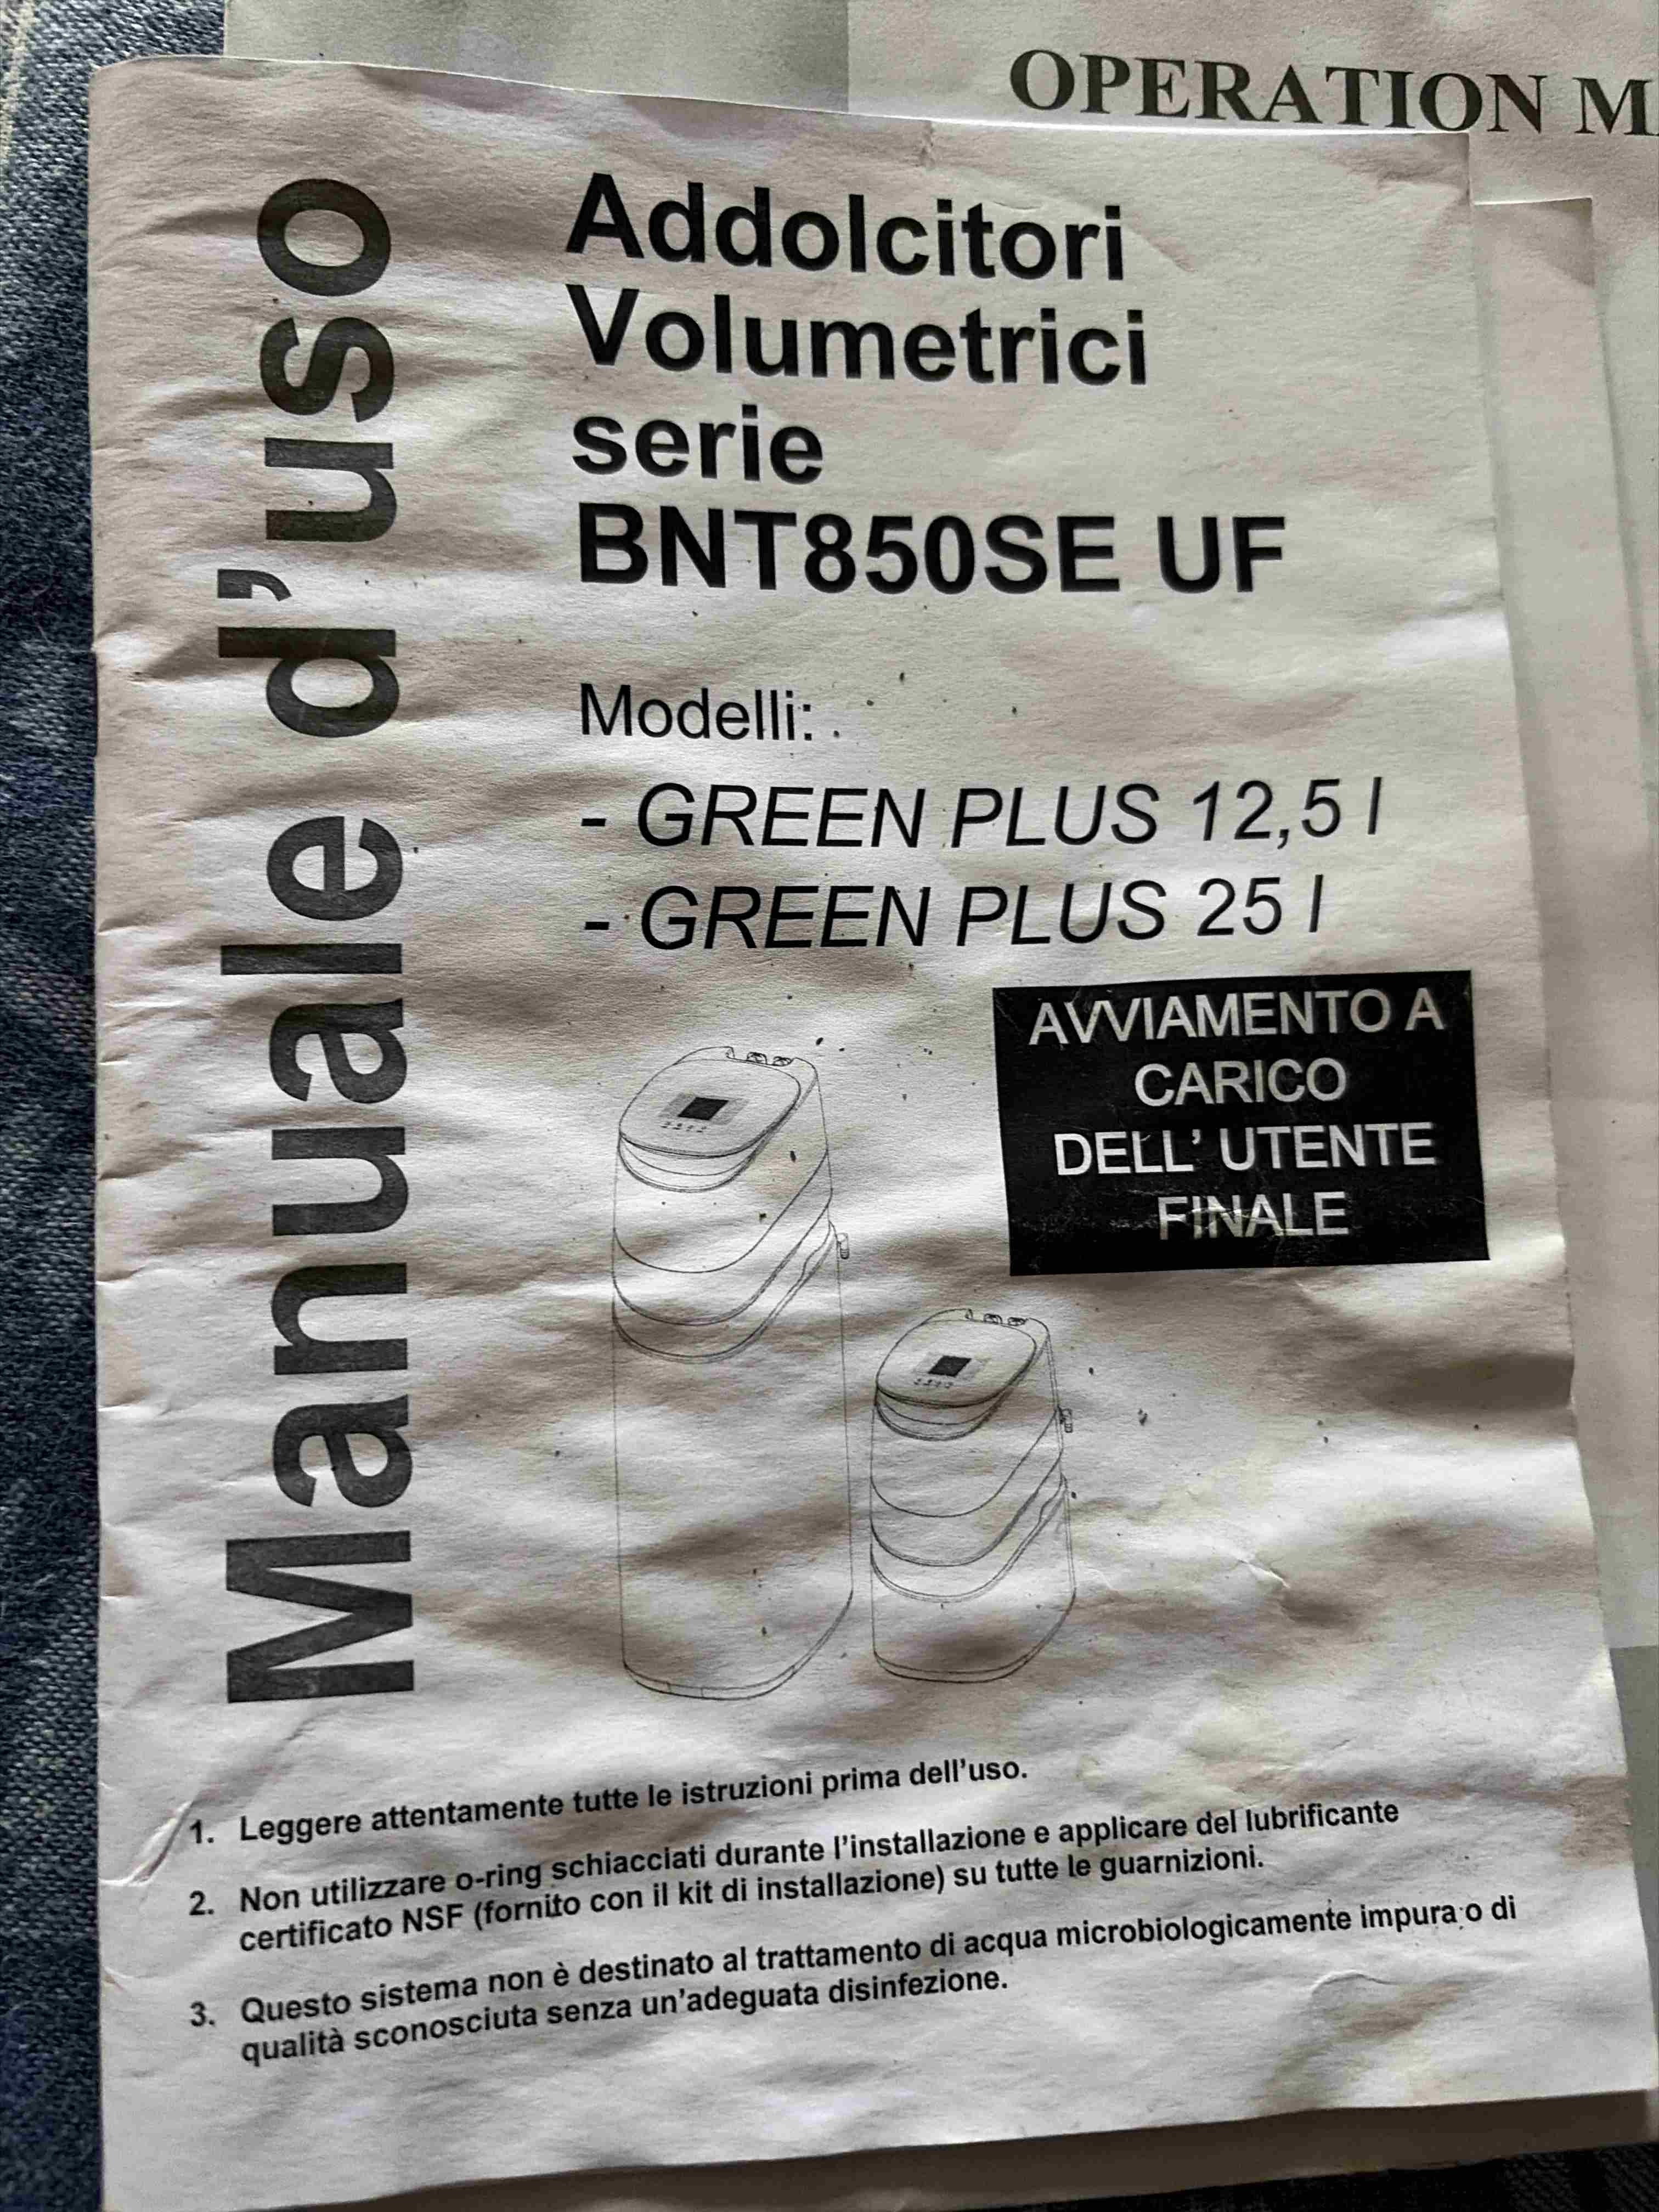 OPERATION M
Manuale d'uso
Addolcitori
Volumetrici
serie
BNT850SE UF
Modelli:
- GREEN PLUS 12,5 l
- GREEN PLUS 25 l
AVVIAMENTO A
CARICO
DELL' UTENTE
FINALE
1. Leggere attentamente tutte le istruzioni prima dell'uso.
2. Non utilizzare o-ring schiacciati durante l'installazione e applicare del lubrificante
certificato NSF (fornito con il kit di installazione) su tutte le guarnizioni.
3. Questo sistema non è destinato al trattamento di acqua microbiologicamente impura o di
qualità sconosciuta senza un'adeguata disinfezione.